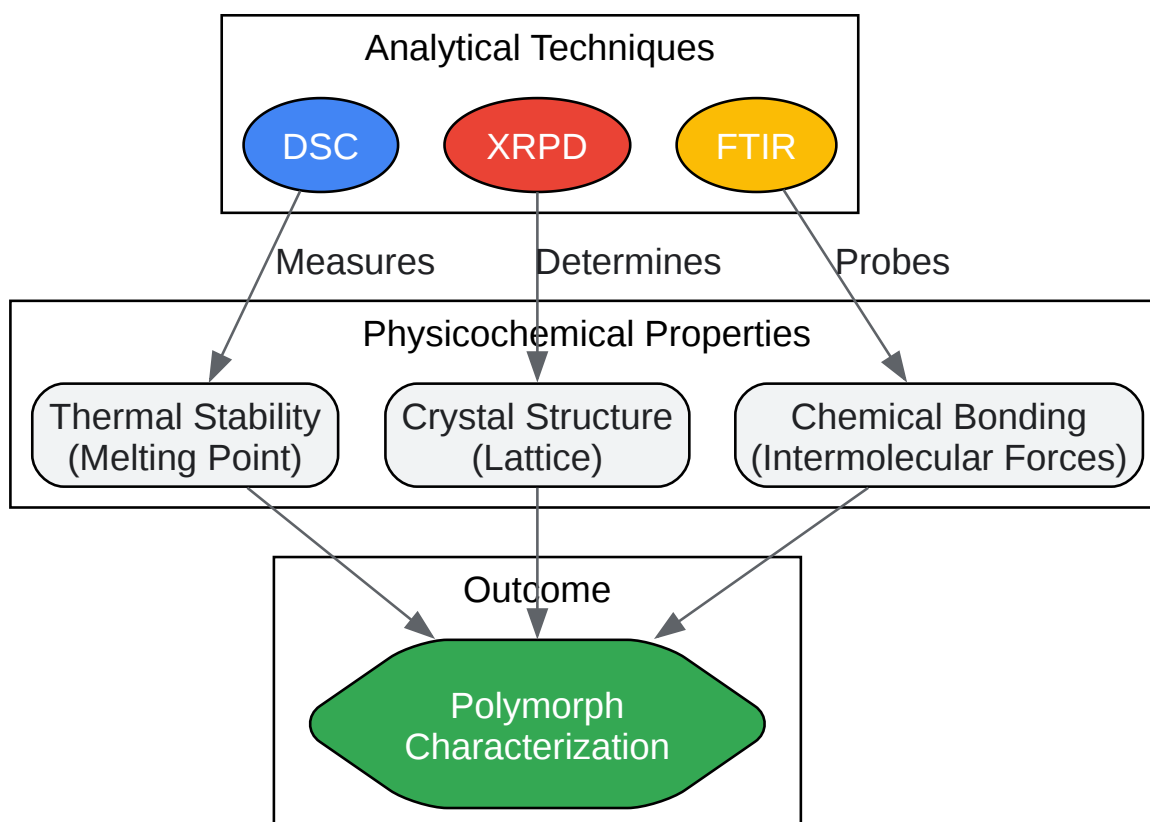 Analytical Techniques
DSC
XRPD
FTIR
Measures
Determines
Probes
Physicochemical Properties
Thermal Stability
(Melting Point)
Crystal Structure
(Lattice)
Chemical Bonding
(Intermolecular Forces)
Outcome
Polymorph
Characterization